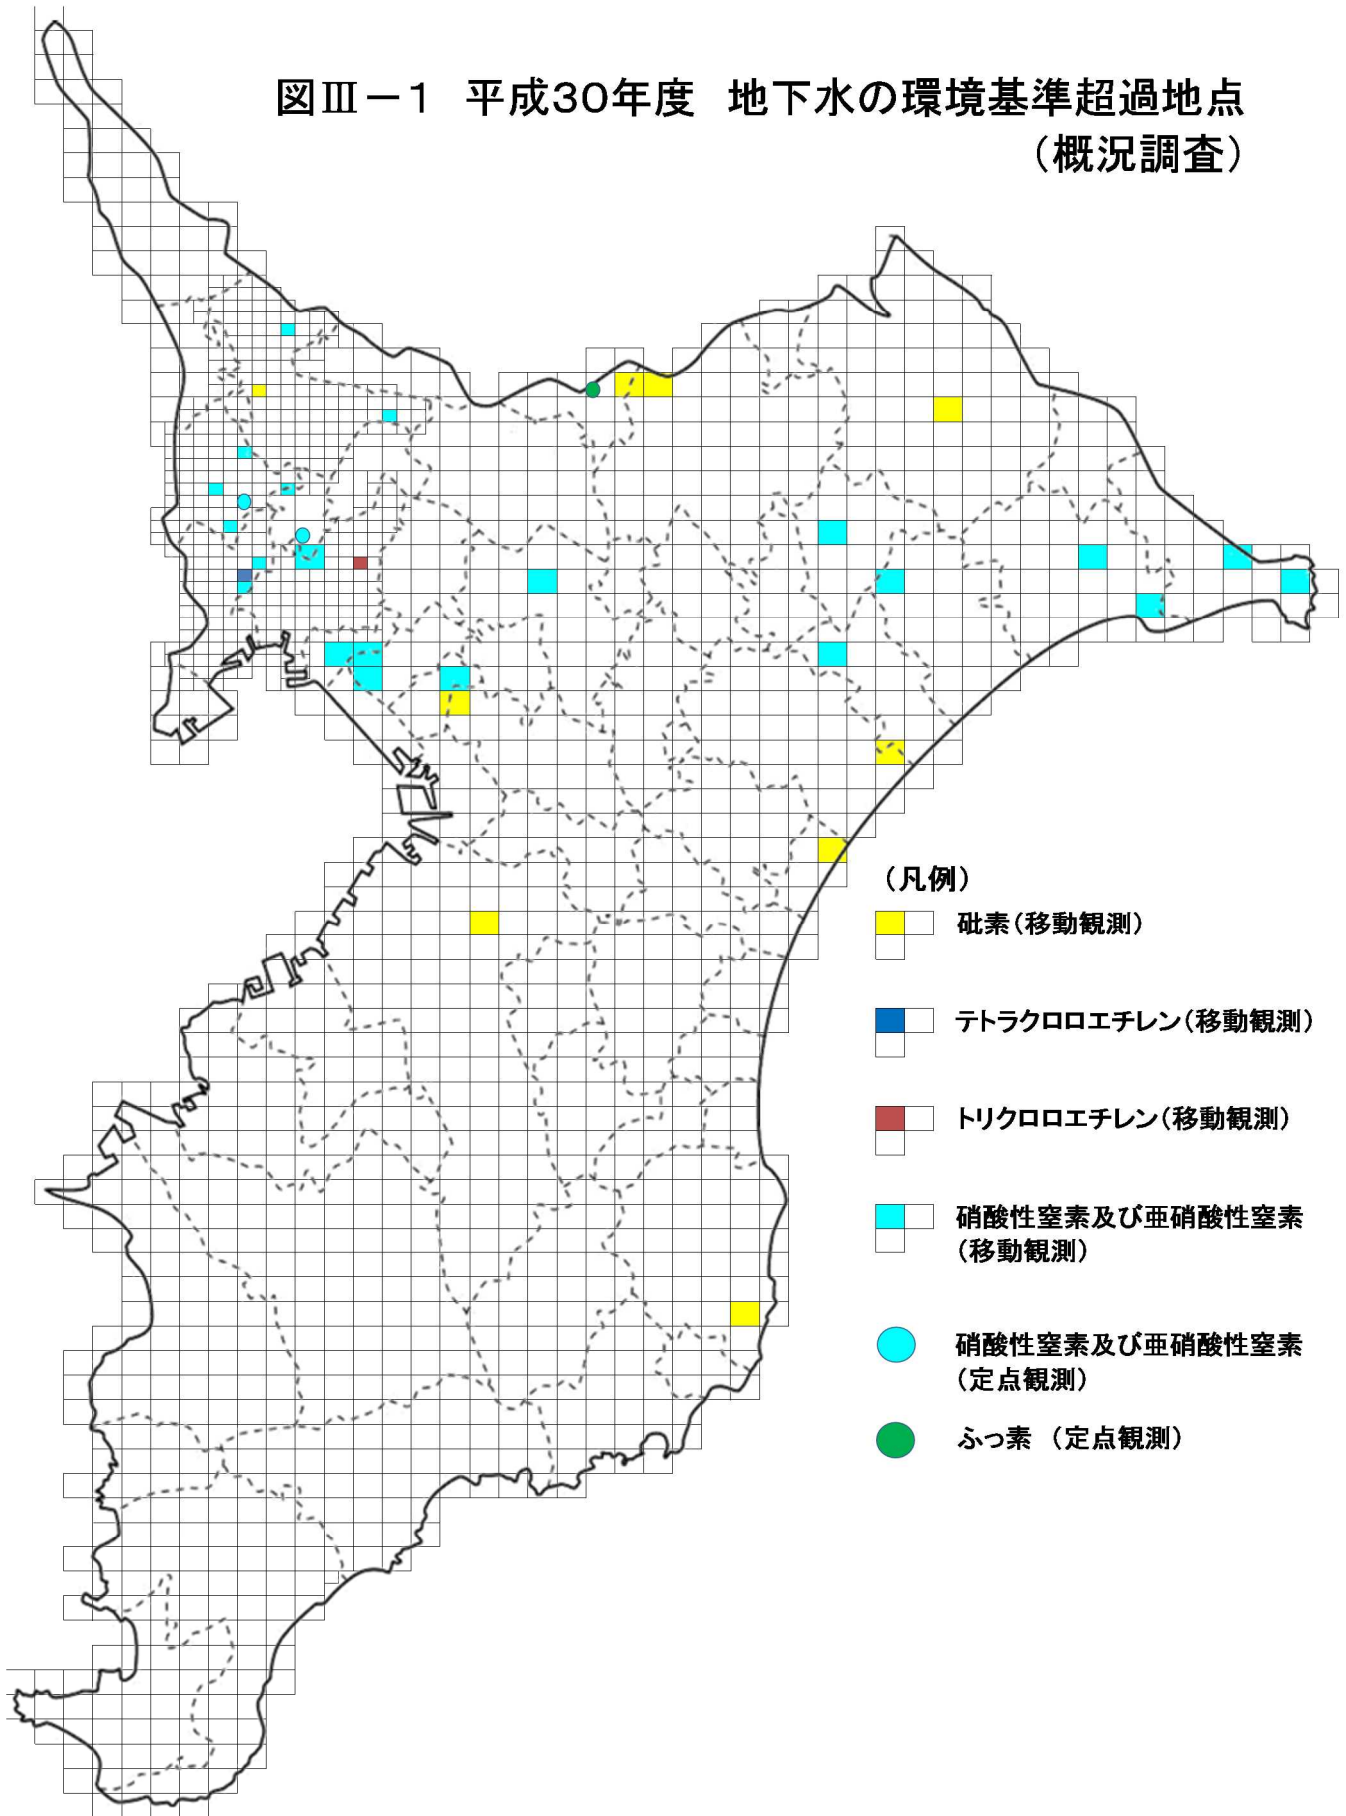 図Ⅲ－1　平成30年度　地下水の環境基準超過地点
（概況調査）
（凡例）
砒素（移動観測）
テトラクロロエチレン（移動観測）
トリクロロエチレン（移動観測）
硝酸性窒素及び亜硝酸性窒素
（移動観測）
硝酸性窒素及び亜硝酸性窒素
（定点観測）
ふっ素　（定点観測）